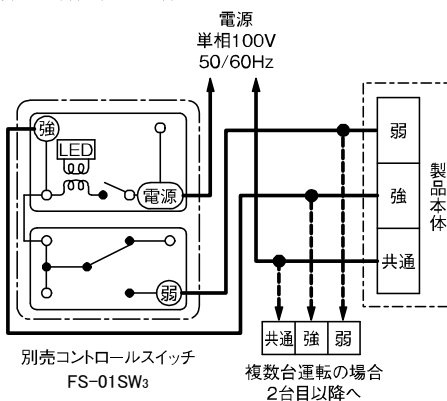 電源
単相100V
50/60Hz
強
LED
電源
弱
弱
強
共通
製品本体
共通 強 弱
別売コントロールスイッチ
FS-01SW3
複数台運転の場合
2台目以降へ